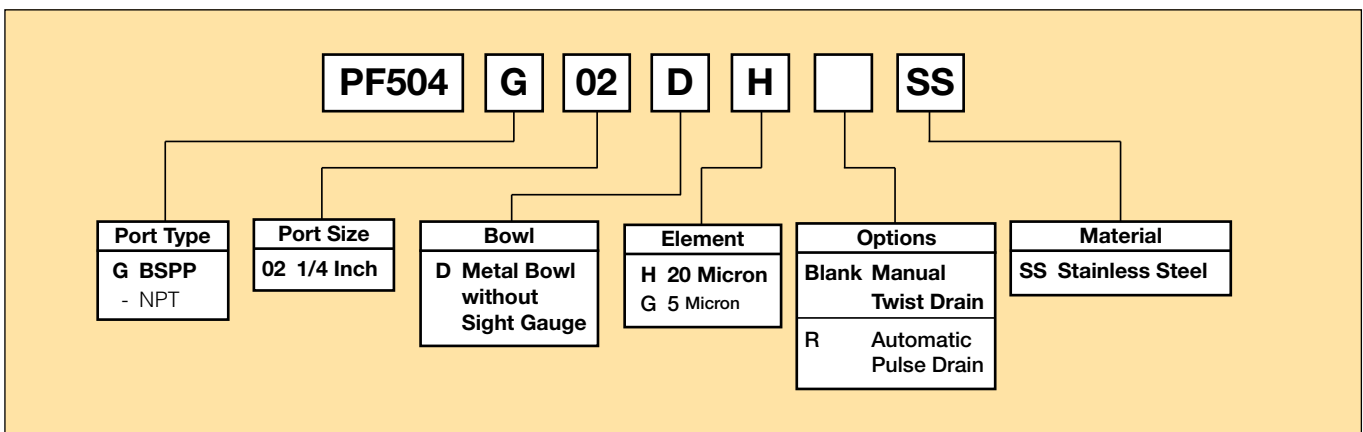 PF504 G 02 D H SS
Port Type
G BSPP
- NPT
Port Size
02 1/4 Inch
Bowl
D Metal Bowl
without
Sight Gauge
Element
H 20 Micron
G 5 Micron
Options
Blank Manual
Twist Drain
R Automatic
Pulse Drain
Material
SS Stainless Steel